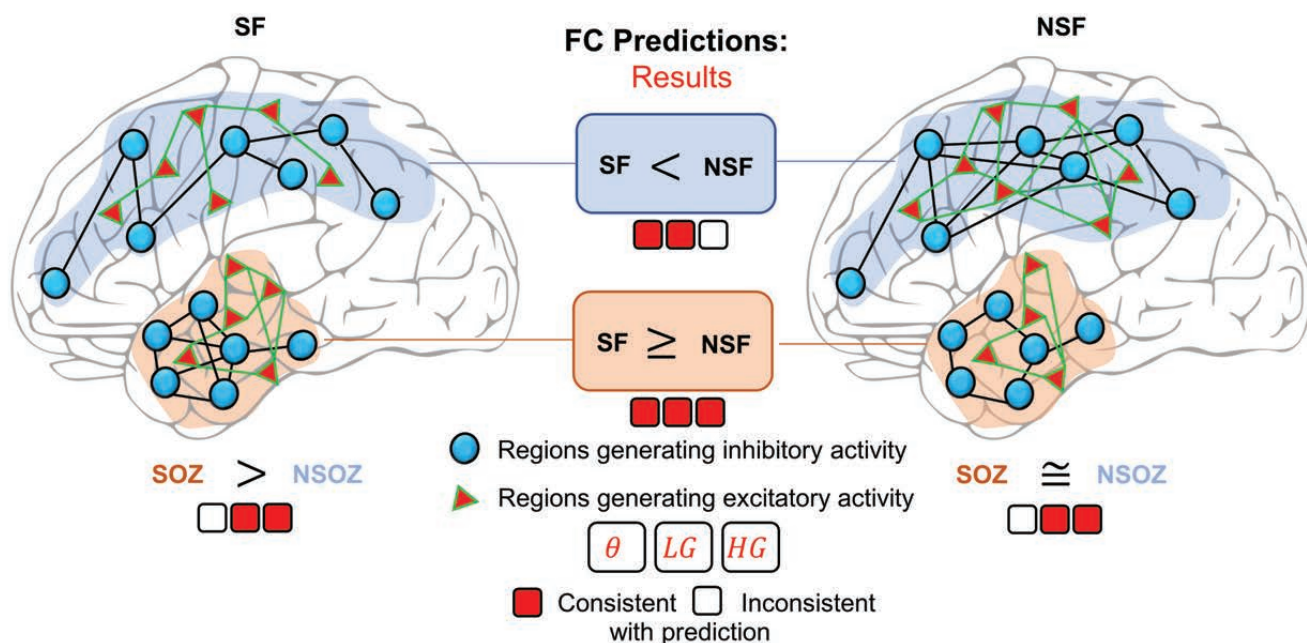 SF
FC Predictions:
Results
NSF
SF < NSF
SF ≧ NSF
SOZ > NSOZ
Regions generating inhibitory activity
Regions generating excitatory activity
SOZ ≅ NSOZ
θ LG HG
Consistent Inconsistent
with prediction